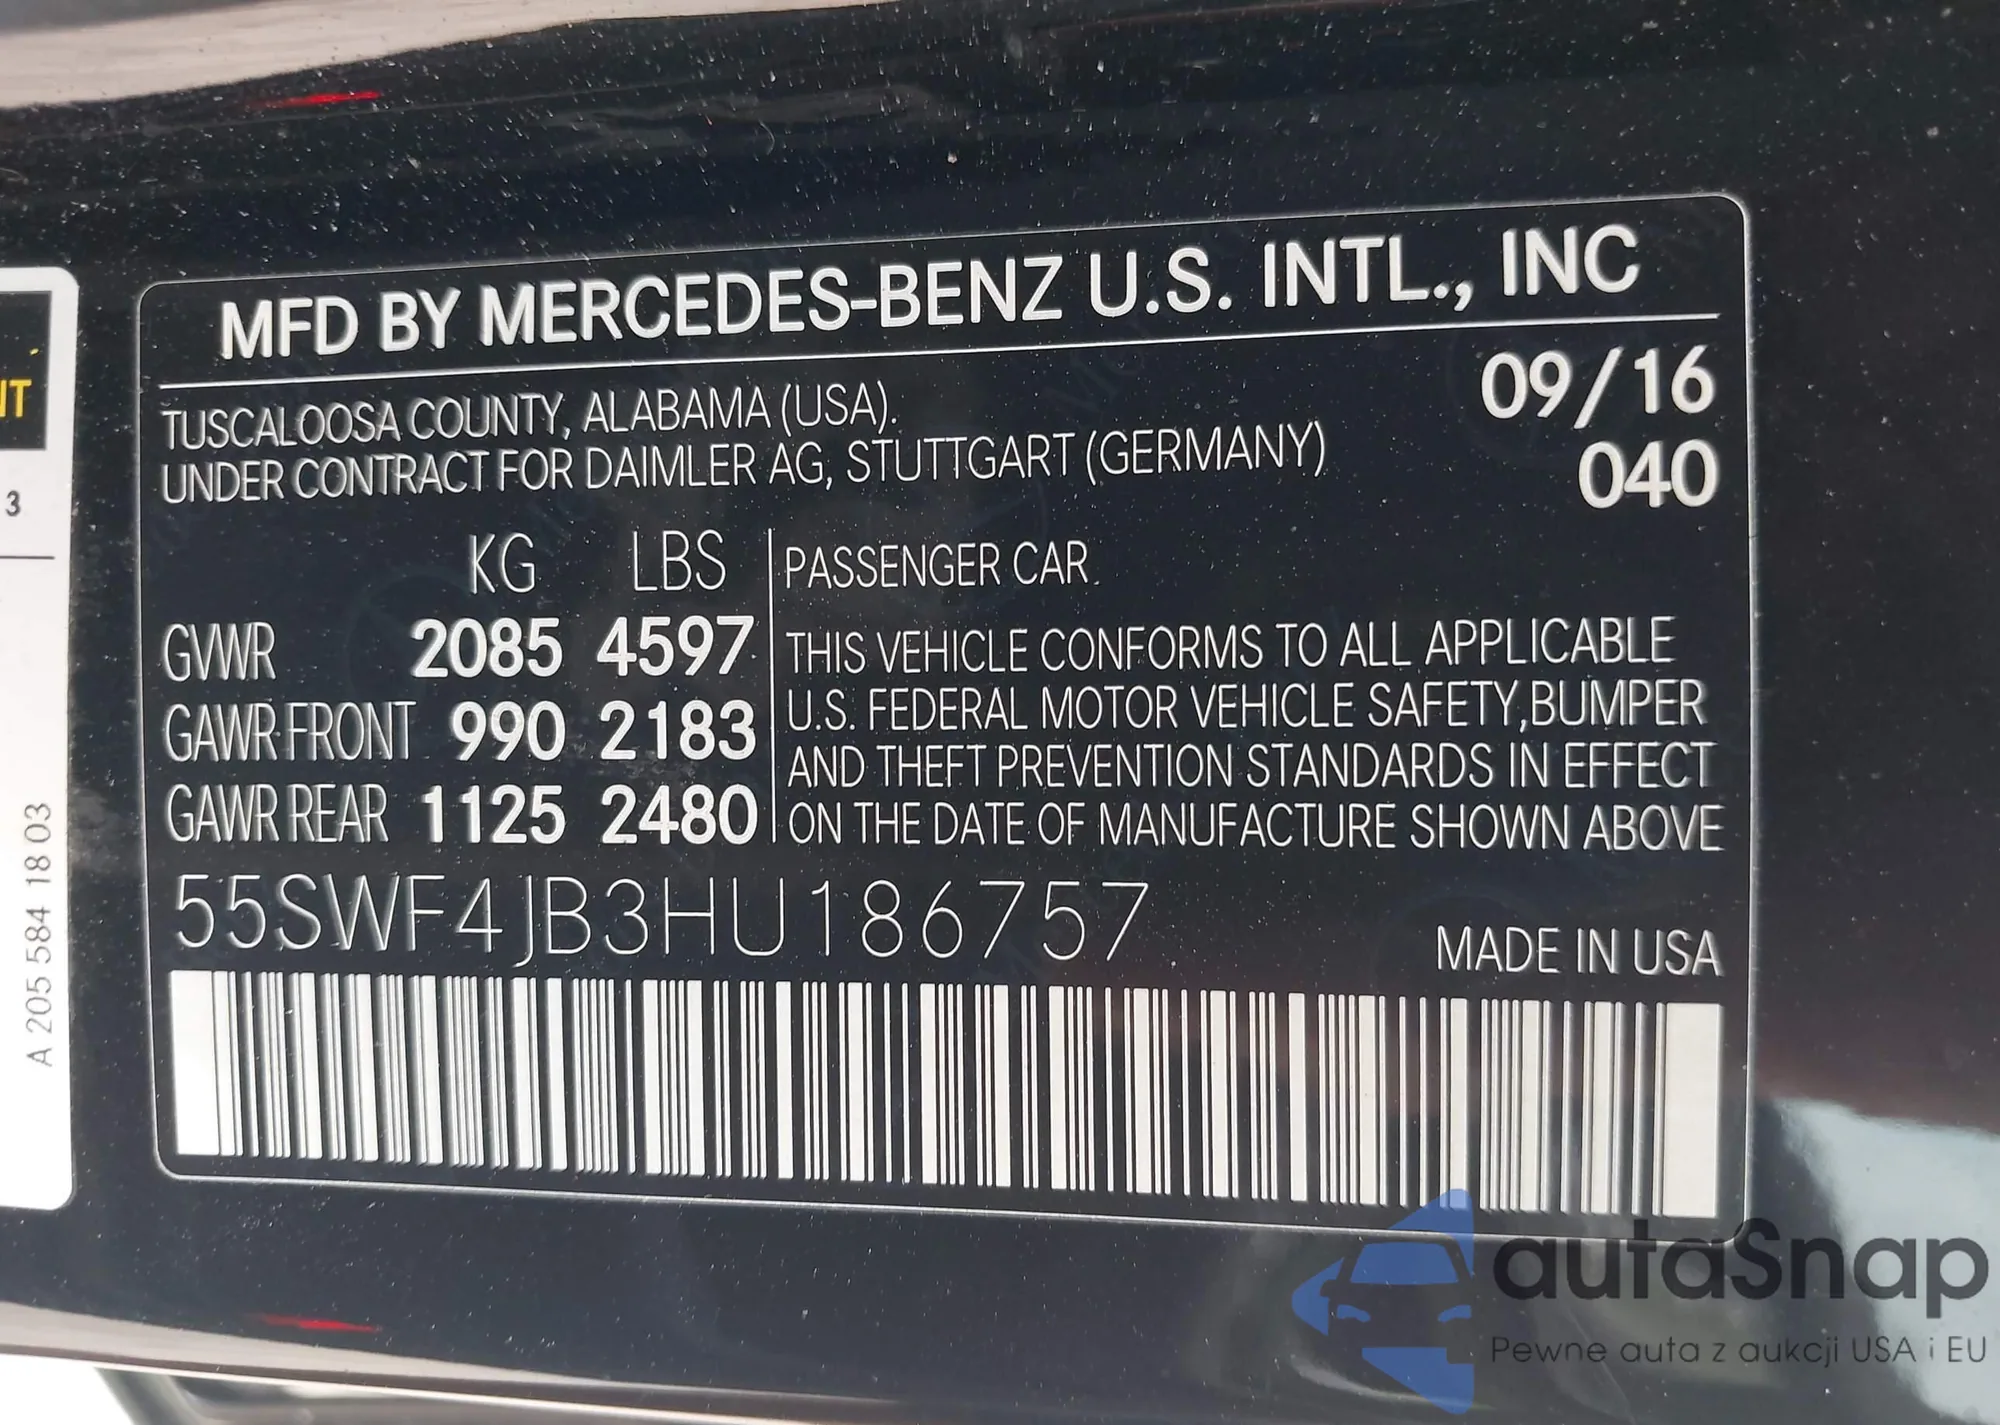 MFD BY MERCEDES-BENZ U.S. INTL., INC
09/16
TUSCALOOSA COUNTY, ALABAMA (USA).
UNDER CONTRACT FOR DAIMLER AG, STUTTGART (GERMANY)
040
KG LBS
GVWR 2085 4597
GAWR FRONT 990 2183
GAWR REAR 1125 2480
PASSENGER CAR
THIS VEHICLE CONFORMS TO ALL APPLICABLE
U.S. FEDERAL MOTOR VEHICLE SAFETY,BUMPER
AND THEFT PREVENTION STANDARDS IN EFFECT
ON THE DATE OF MANUFACTURE SHOWN ABOVE
55SWF4JB3HU186757
MADE IN USA
3
A 205 584 18 03
autaSnap
Pewne auta z aukcji USA i EU